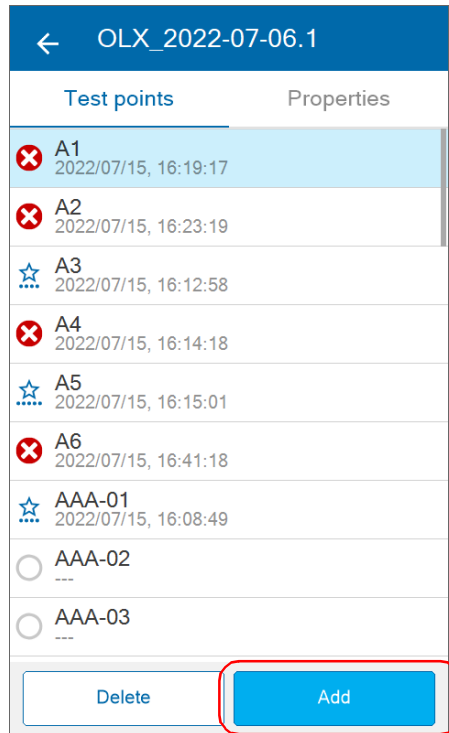 OLX_2022-07-06.1
Test points Properties
A1
2022/07/15, 16:19:17
A2
2022/07/15, 16:23:19
A3
2022/07/15, 16:12:58
A4
2022/07/15, 16:14:18
A5
2022/07/15, 16:15:01
A6
2022/07/15, 16:41:18
AAA-01
2022/07/15, 16:08:49
AAA-02
---
AAA-03
---
Delete Add